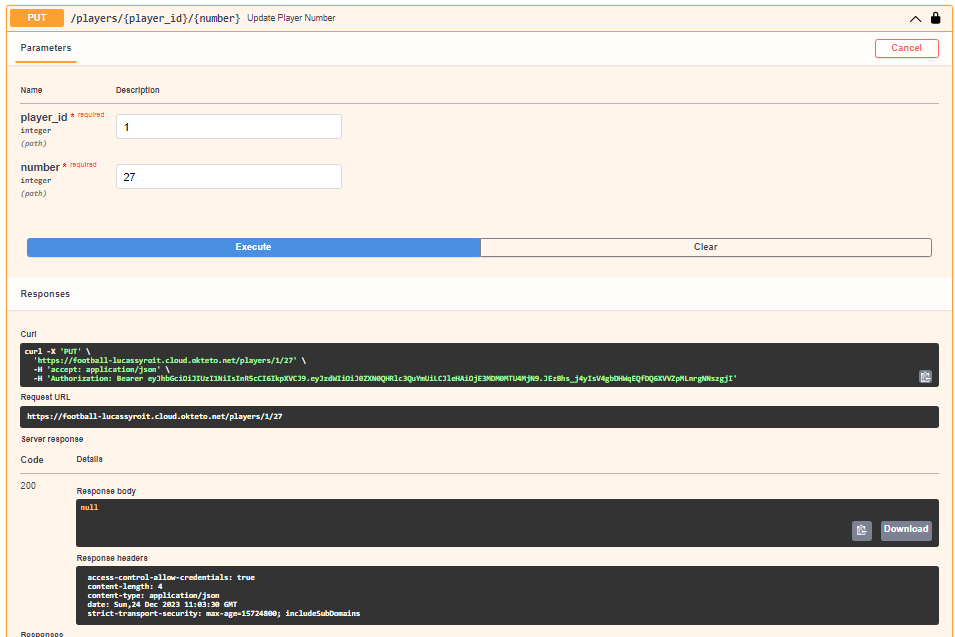 PUT /players/{player_id}/{number} Update Player Number
Parameters
Cancel
Name Description
player_id * required
integer
(path)
1
number * required
integer
(path)
27
Execute Clear
Responses
Curl
curl -X 'PUT' \
'https://football-lucassyroit.cloud.okteto.net/players/1/27' \
-H 'accept: application/json' \
-H 'Authorization: Bearer
Request URL
https://football-lucassyroit.cloud.okteto.net/players/1/27
Server response
Code Details
200
Response body
null
Download
Response headers
access-control-allow-credentials: true
content-length: 4
content-type: application/json
date: Sun,24 Dec 2023 11:03:30 GMT
strict-transport-security: max-age=15724800; includeSubDomains
Responses